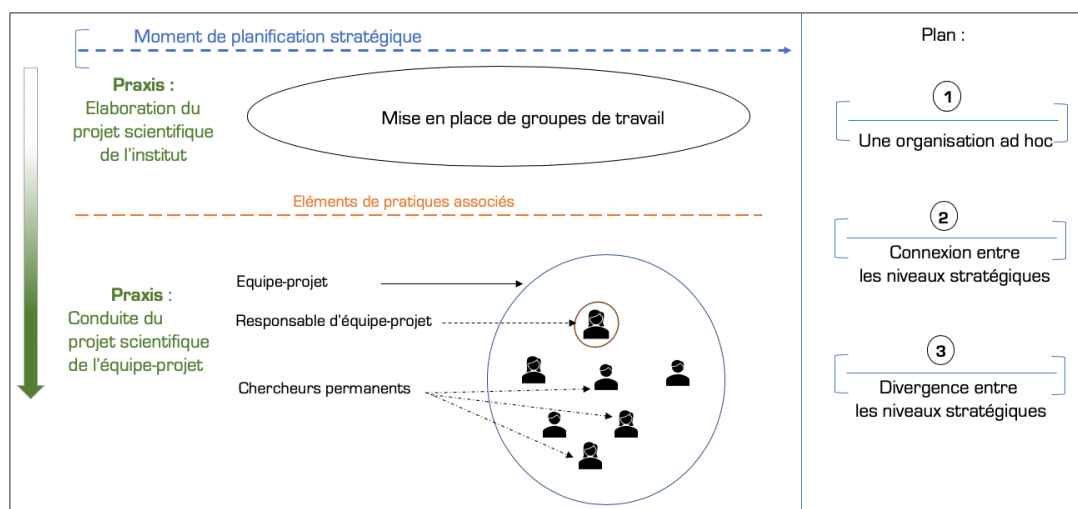 Moment de planification stratégique
Praxis :
Elaboration du
projet scientifique
de l'institut
Mise en place de groupes de travail
Eléments de pratiques associés
Praxis :
Conduite du
projet scientifique
de l'équipe-projet
Equipe-projet
Responsable d'équipe-projet
Chercheurs permanents
Plan :
1
Une organisation ad hoc
2
Connexion entre
les niveaux stratégiques
3
Divergence entre
les niveaux stratégiques